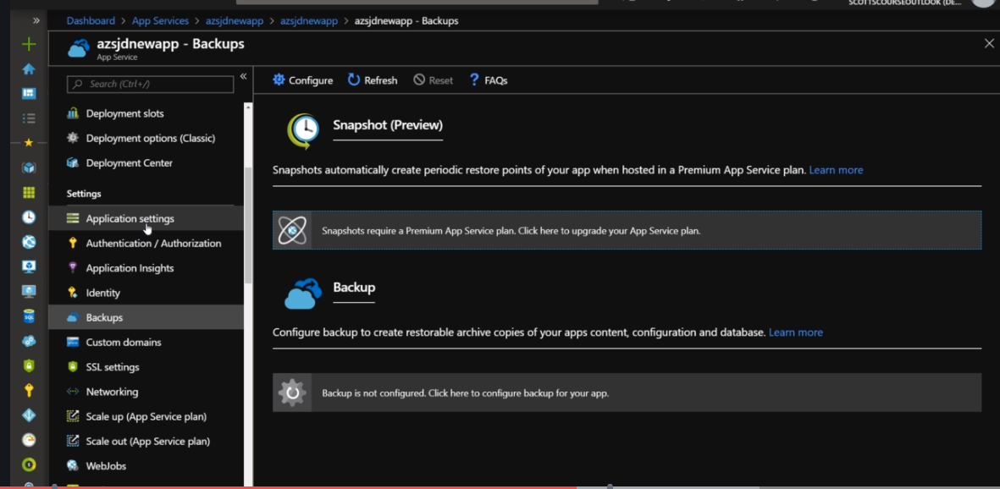 SCOTTSCOURSEOUTLOOK (DE...
Dashboard > App Services > azsjdnewapp > azsjdnewapp > azsjdnewapp - Backups
azsjdnewapp - Backups
App Service
Search (Ctrl+/)
Deployment slots
Deployment options (Classic)
Deployment Center
Settings
Application settings
Authentication / Authorization
Application Insights
Identity
Backups
Custom domains
SSL settings
Networking
Scale up (App Service plan)
Scale out (App Service plan)
WebJobs
Configure Refresh Reset FAQs
Snapshot (Preview)
Snapshots automatically create periodic restore points of your app when hosted in a Premium App Service plan. Learn more
Snapshots require a Premium App Service plan. Click here to upgrade your App Service plan.
Backup
Configure backup to create restorable archive copies of your apps content, configuration and database. Learn more
Backup is not configured. Click here to configure backup for your app.